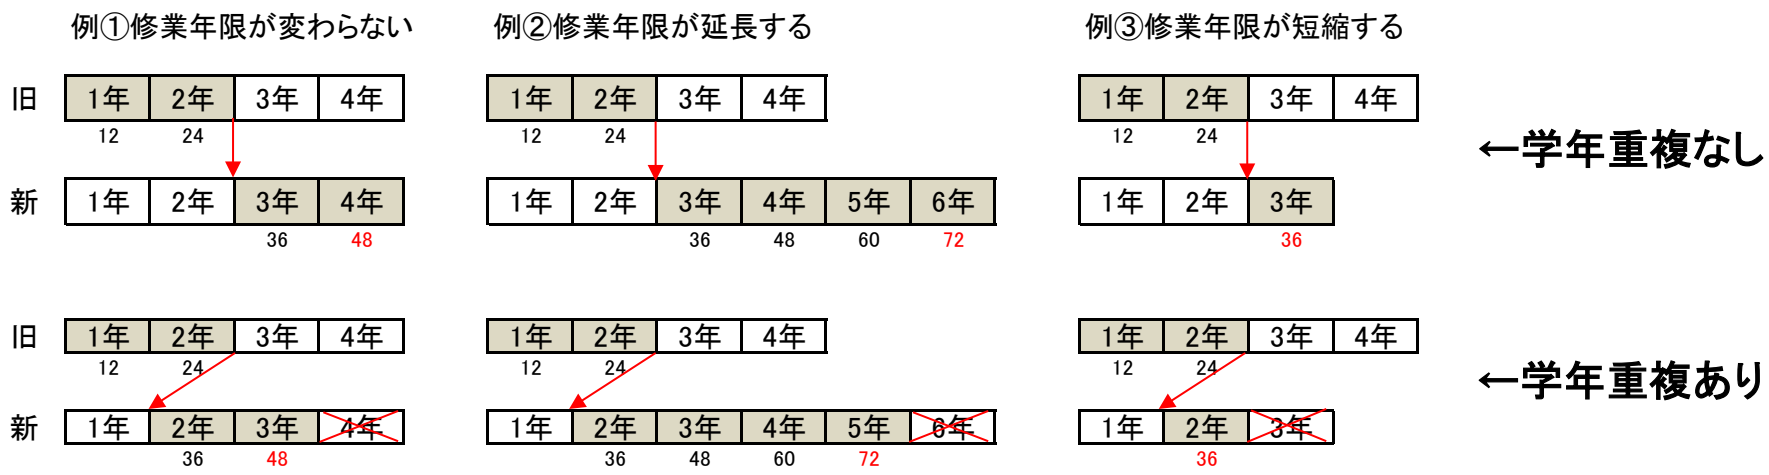 例①修業年限が変わらない 例②修業年限が延長する 例③修業年限が短縮する
旧 1年 2年 3年 4年 1年 2年 3年 4年 1年 2年 3年 4年
12 24 12 24 12 24
←学年重複なし
新 1年 2年 3年 4年 1年 2年 3年 4年 5年 6年 1年 2年 3年
36 48 36 48 60 72 36
旧 1年 2年 3年 4年 1年 2年 3年 4年 1年 2年 3年 4年
12 24 12 24 12 24
←学年重複あり
新 1年 2年 3年 4年 1年 2年 3年 4年 5年 6年 1年 2年 3年
36 48 36 48 60 72 36